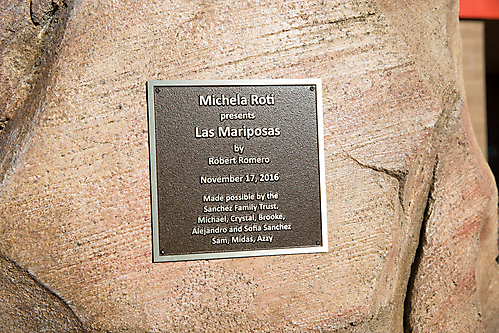 Michela Roti
presents
Las Mariposas
by
Robert Romero
November 17, 2016
Made possible by the
Sanchez Family Trust.
Michael, Crystal, Brooke,
Alejandro and Sofia Sanchez
Sam, Midas, Azzy